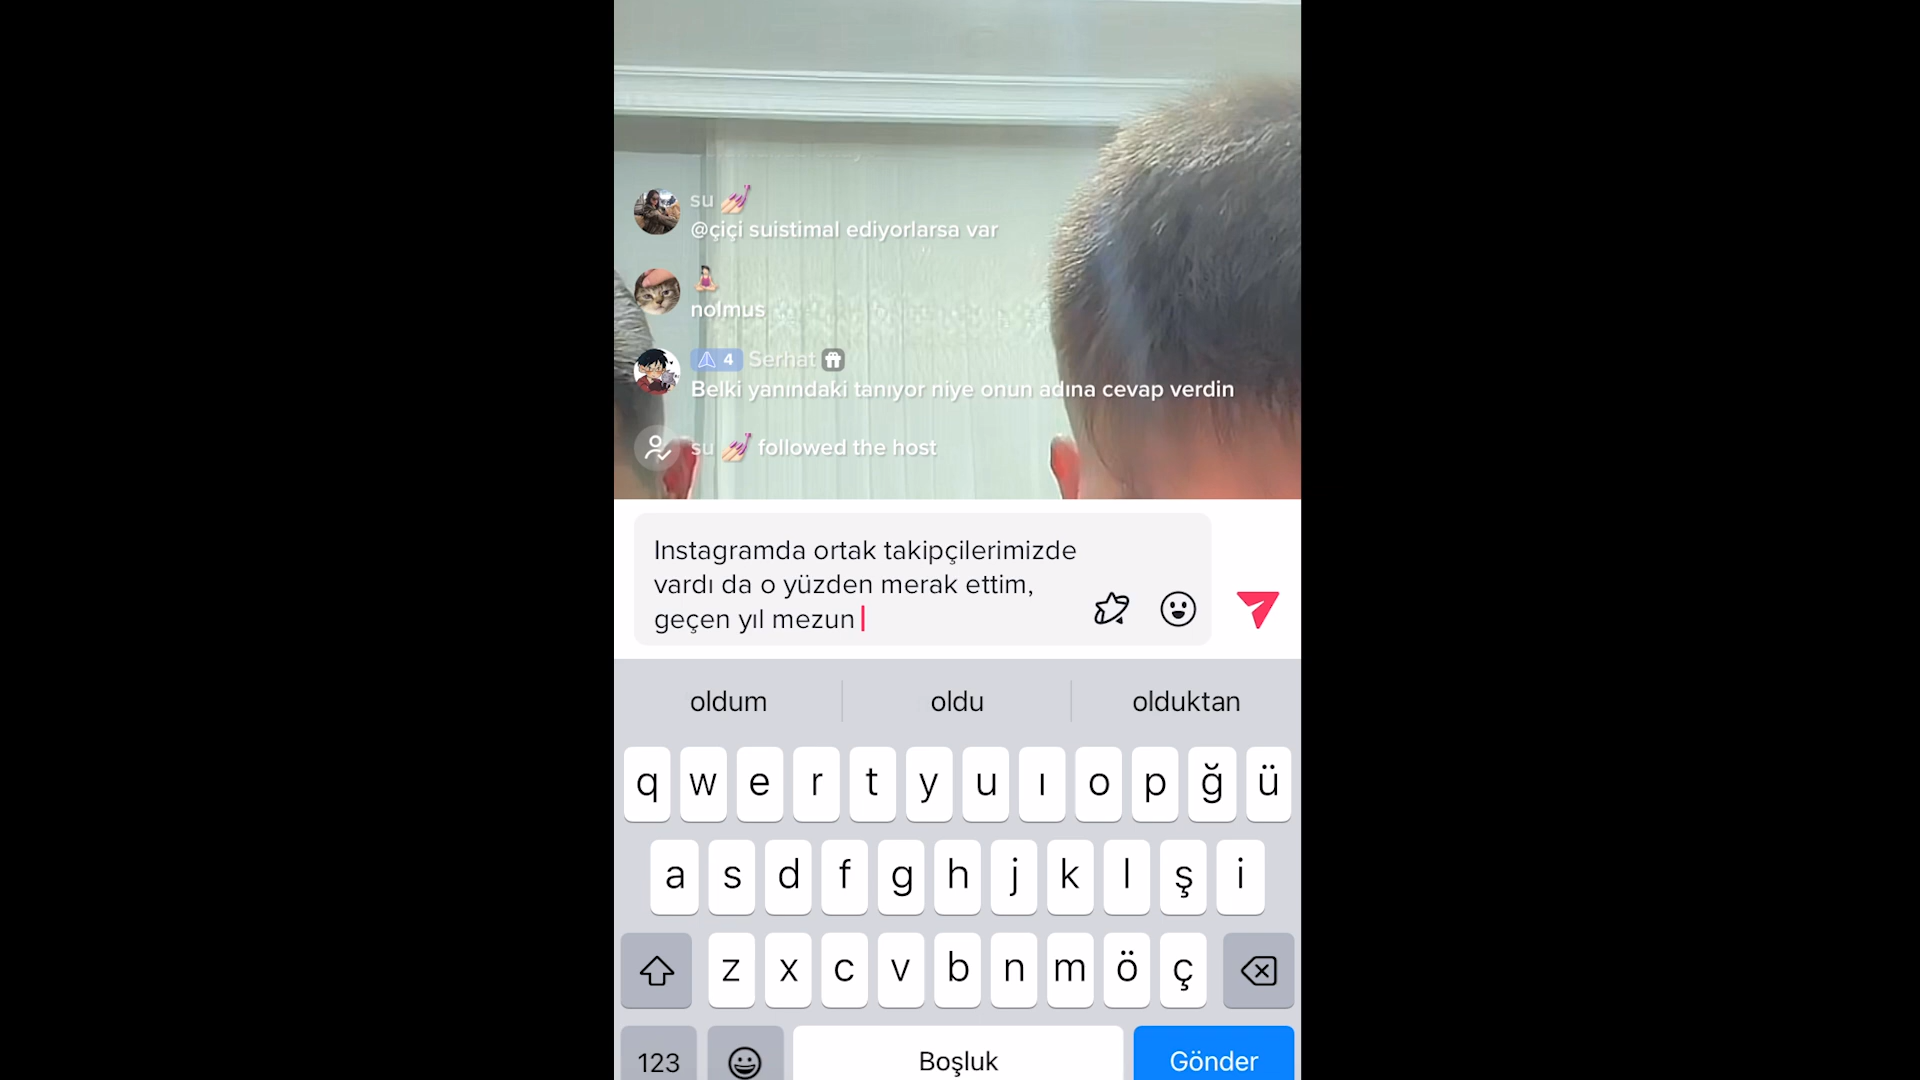 su 💅
@çiçi suistimal ediyorlarsa var
🧘
nolmus
4 Serhat
Belki yanındaki tanıyor niye onun adına cevap verdin
su 💅 followed the host
Instagramda ortak takipçilerimizde
vardı da o yüzden merak ettim,
geçen yıl mezun
oldum oldu olduktan
q w e r t y u ı o p ğ ü
a s d f g h j k l ş i
z x c v b n m ö ç
123 Boşluk Gönder